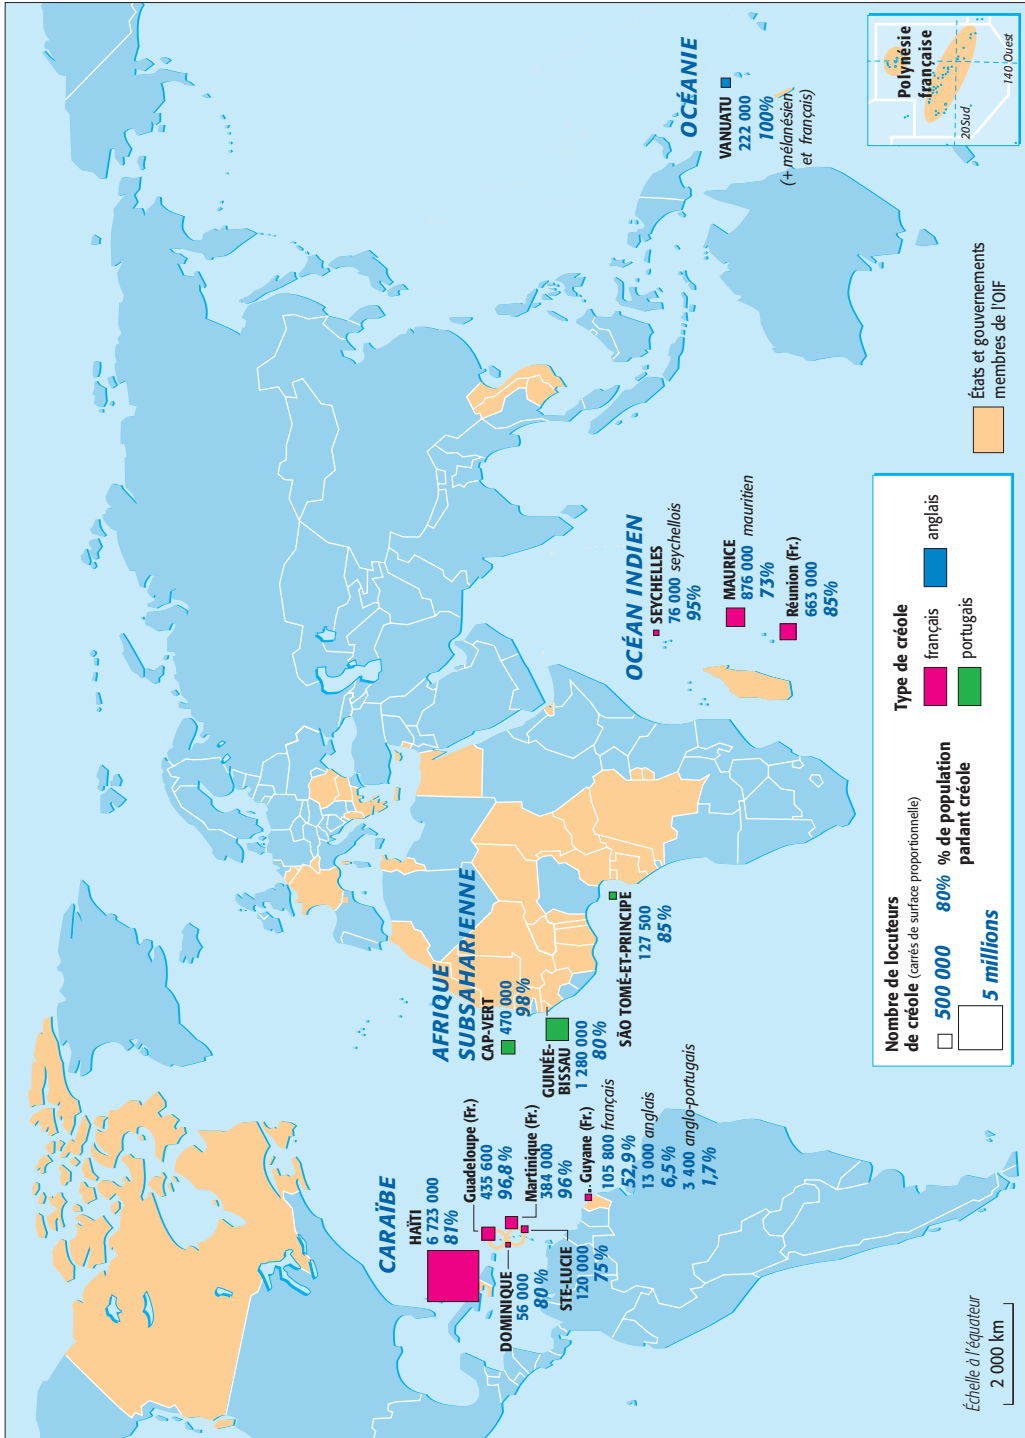 CARAÏBE
HAÏTI
6 723 000
81%
Guadeloupe (Fr.)
435 600
96,8%
Martinique (Fr.)
384 000
96%
DOMINIQUE
56 000
80%
STE-LUCIE
120 000
75%
Guyane (Fr.)
105 800 français
52,9%
13 000 anglais
6,5%
3 400 anglo-portugais
1,7%
AFRIQUE
SUBSAHARIENNE
CAP-VERT
470 000
98%
GUINÉE-
BISSAU
1 280 000
80%
SÃO TOMÉ-ET-PRINCIPE
127 500
85%
OCÉAN INDIEN
SEYCHELLES
76 000 seychellois
95%
MAURICE
876 000 mauritien
73%
Réunion (Fr.)
663 000
85%
OCÉANIE
VANUATU
222 000
100%
(+ mélanésien
et français)
Polynésie
française
20Sud
140 Ouest
Échelle à l'équateur
2 000 km
Nombre de locuteurs
de créole (carrés de surface proportionnelle)
500 000
5 millions
80% % de population
parlant créole
Type de créole
français
anglais
portugais
États et gouvernements
membres de l'OIF